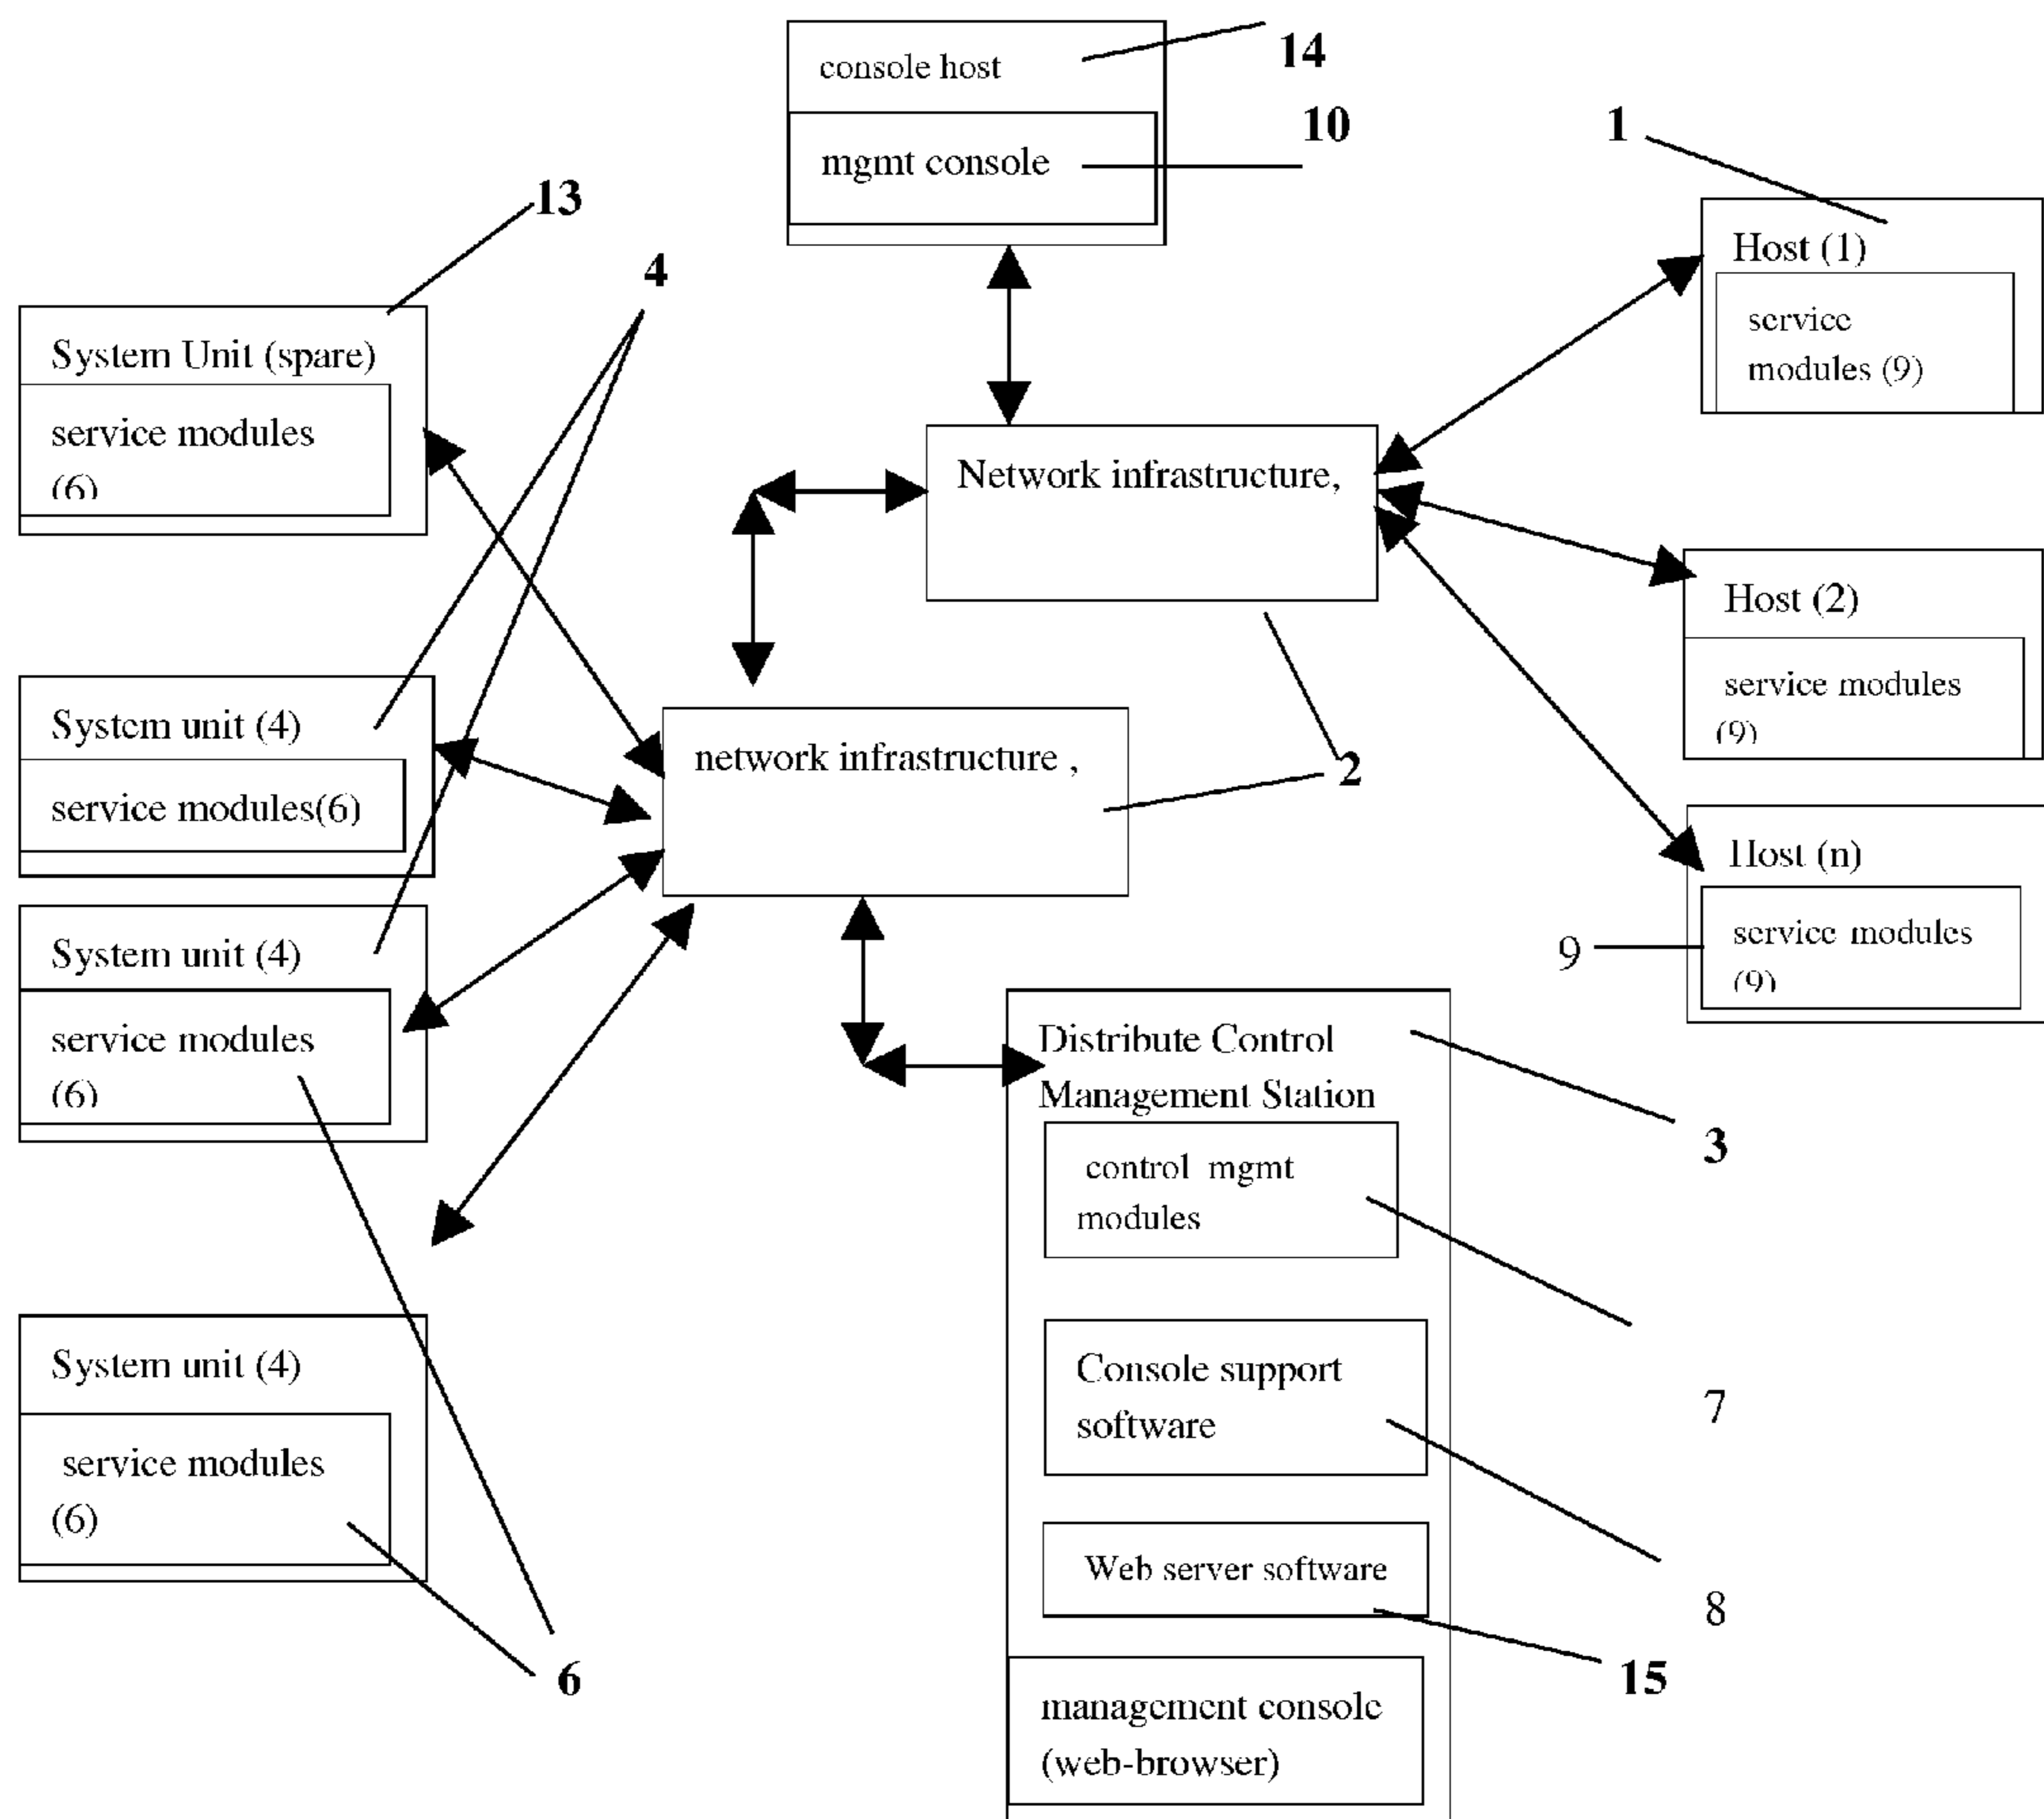 console host
14
mgmt console
10
1
13
4
Host (1)
service
modules (9)
System Unit (spare)
service modules
(6)
Network infrastructure,
Host (2)
service modules
(9)
System unit (4)
service modules(6)
network infrastructure ,
2
Host (n)
service modules
(9)
9
System unit (4)
service modules
(6)
Distribute Control
Management Station
3
control mgmt
modules
7
System unit (4)
service modules
(6)
Console support
software
8
Web server software
15
6
management console
(web-browser)